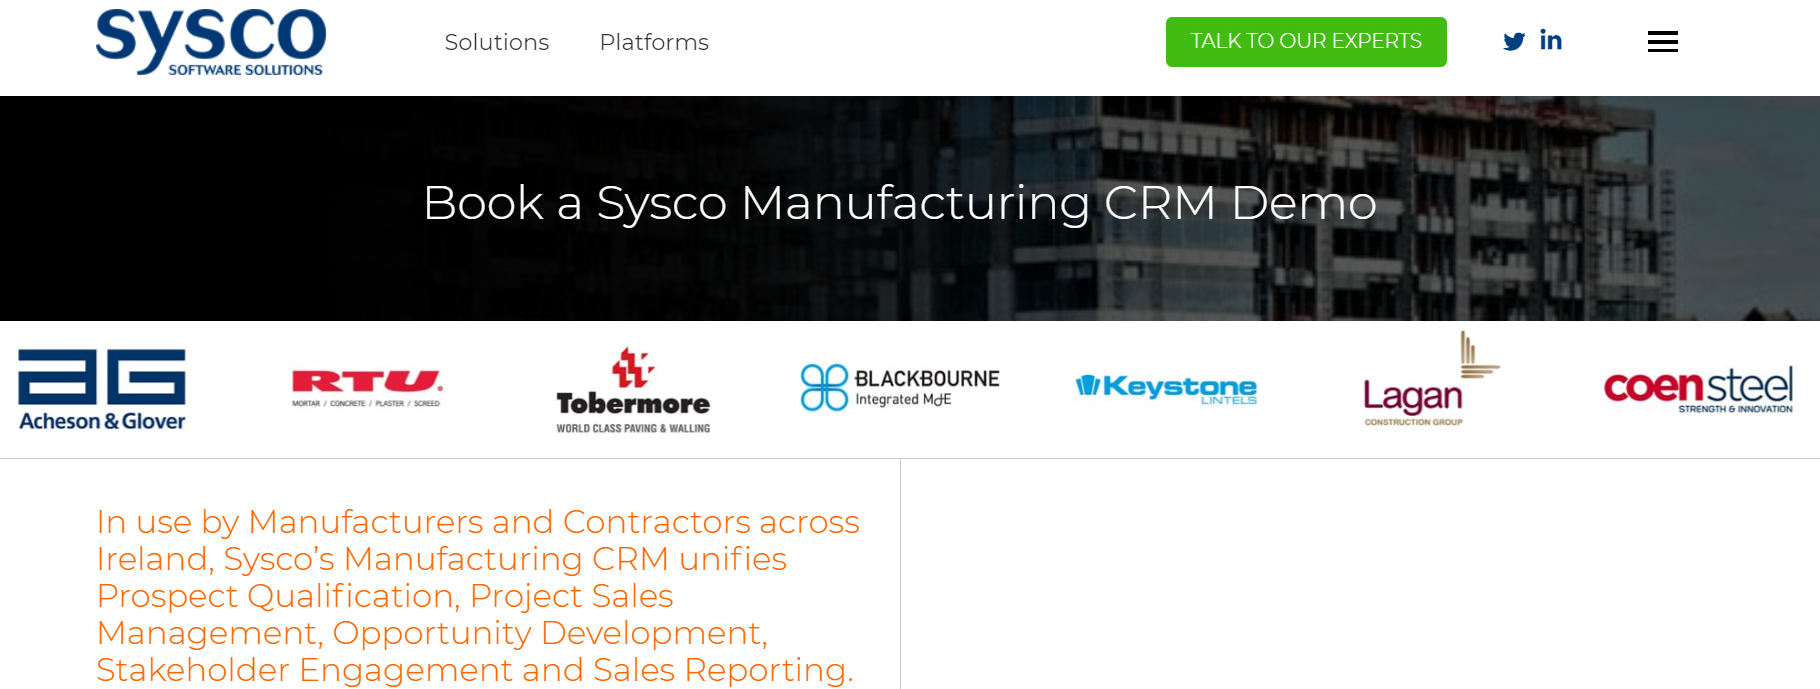 sysco
SOFTWARE SOLUTIONS
Solutions
Platforms
TALK TO OUR EXPERTS
in
Book a Sysco Manufacturing CRM Demo
AG
Acheson & Glover
RTU.
MORTAR / CONCRETE / PLASTER / SCREED
Tobermore
WORLD CLASS PAVING & WALLING
BLACKBOURNE
Integrated M&E
Keystone
LINTELS
Lagan
CONSTRUCTION GROUP
coen steel
STRENGTH & INNOVATION
In use by Manufacturers and Contractors across
Ireland, Sysco’s Manufacturing CRM unifies
Prospect Qualification, Project Sales
Management, Opportunity Development,
Stakeholder Engagement and Sales Reporting.